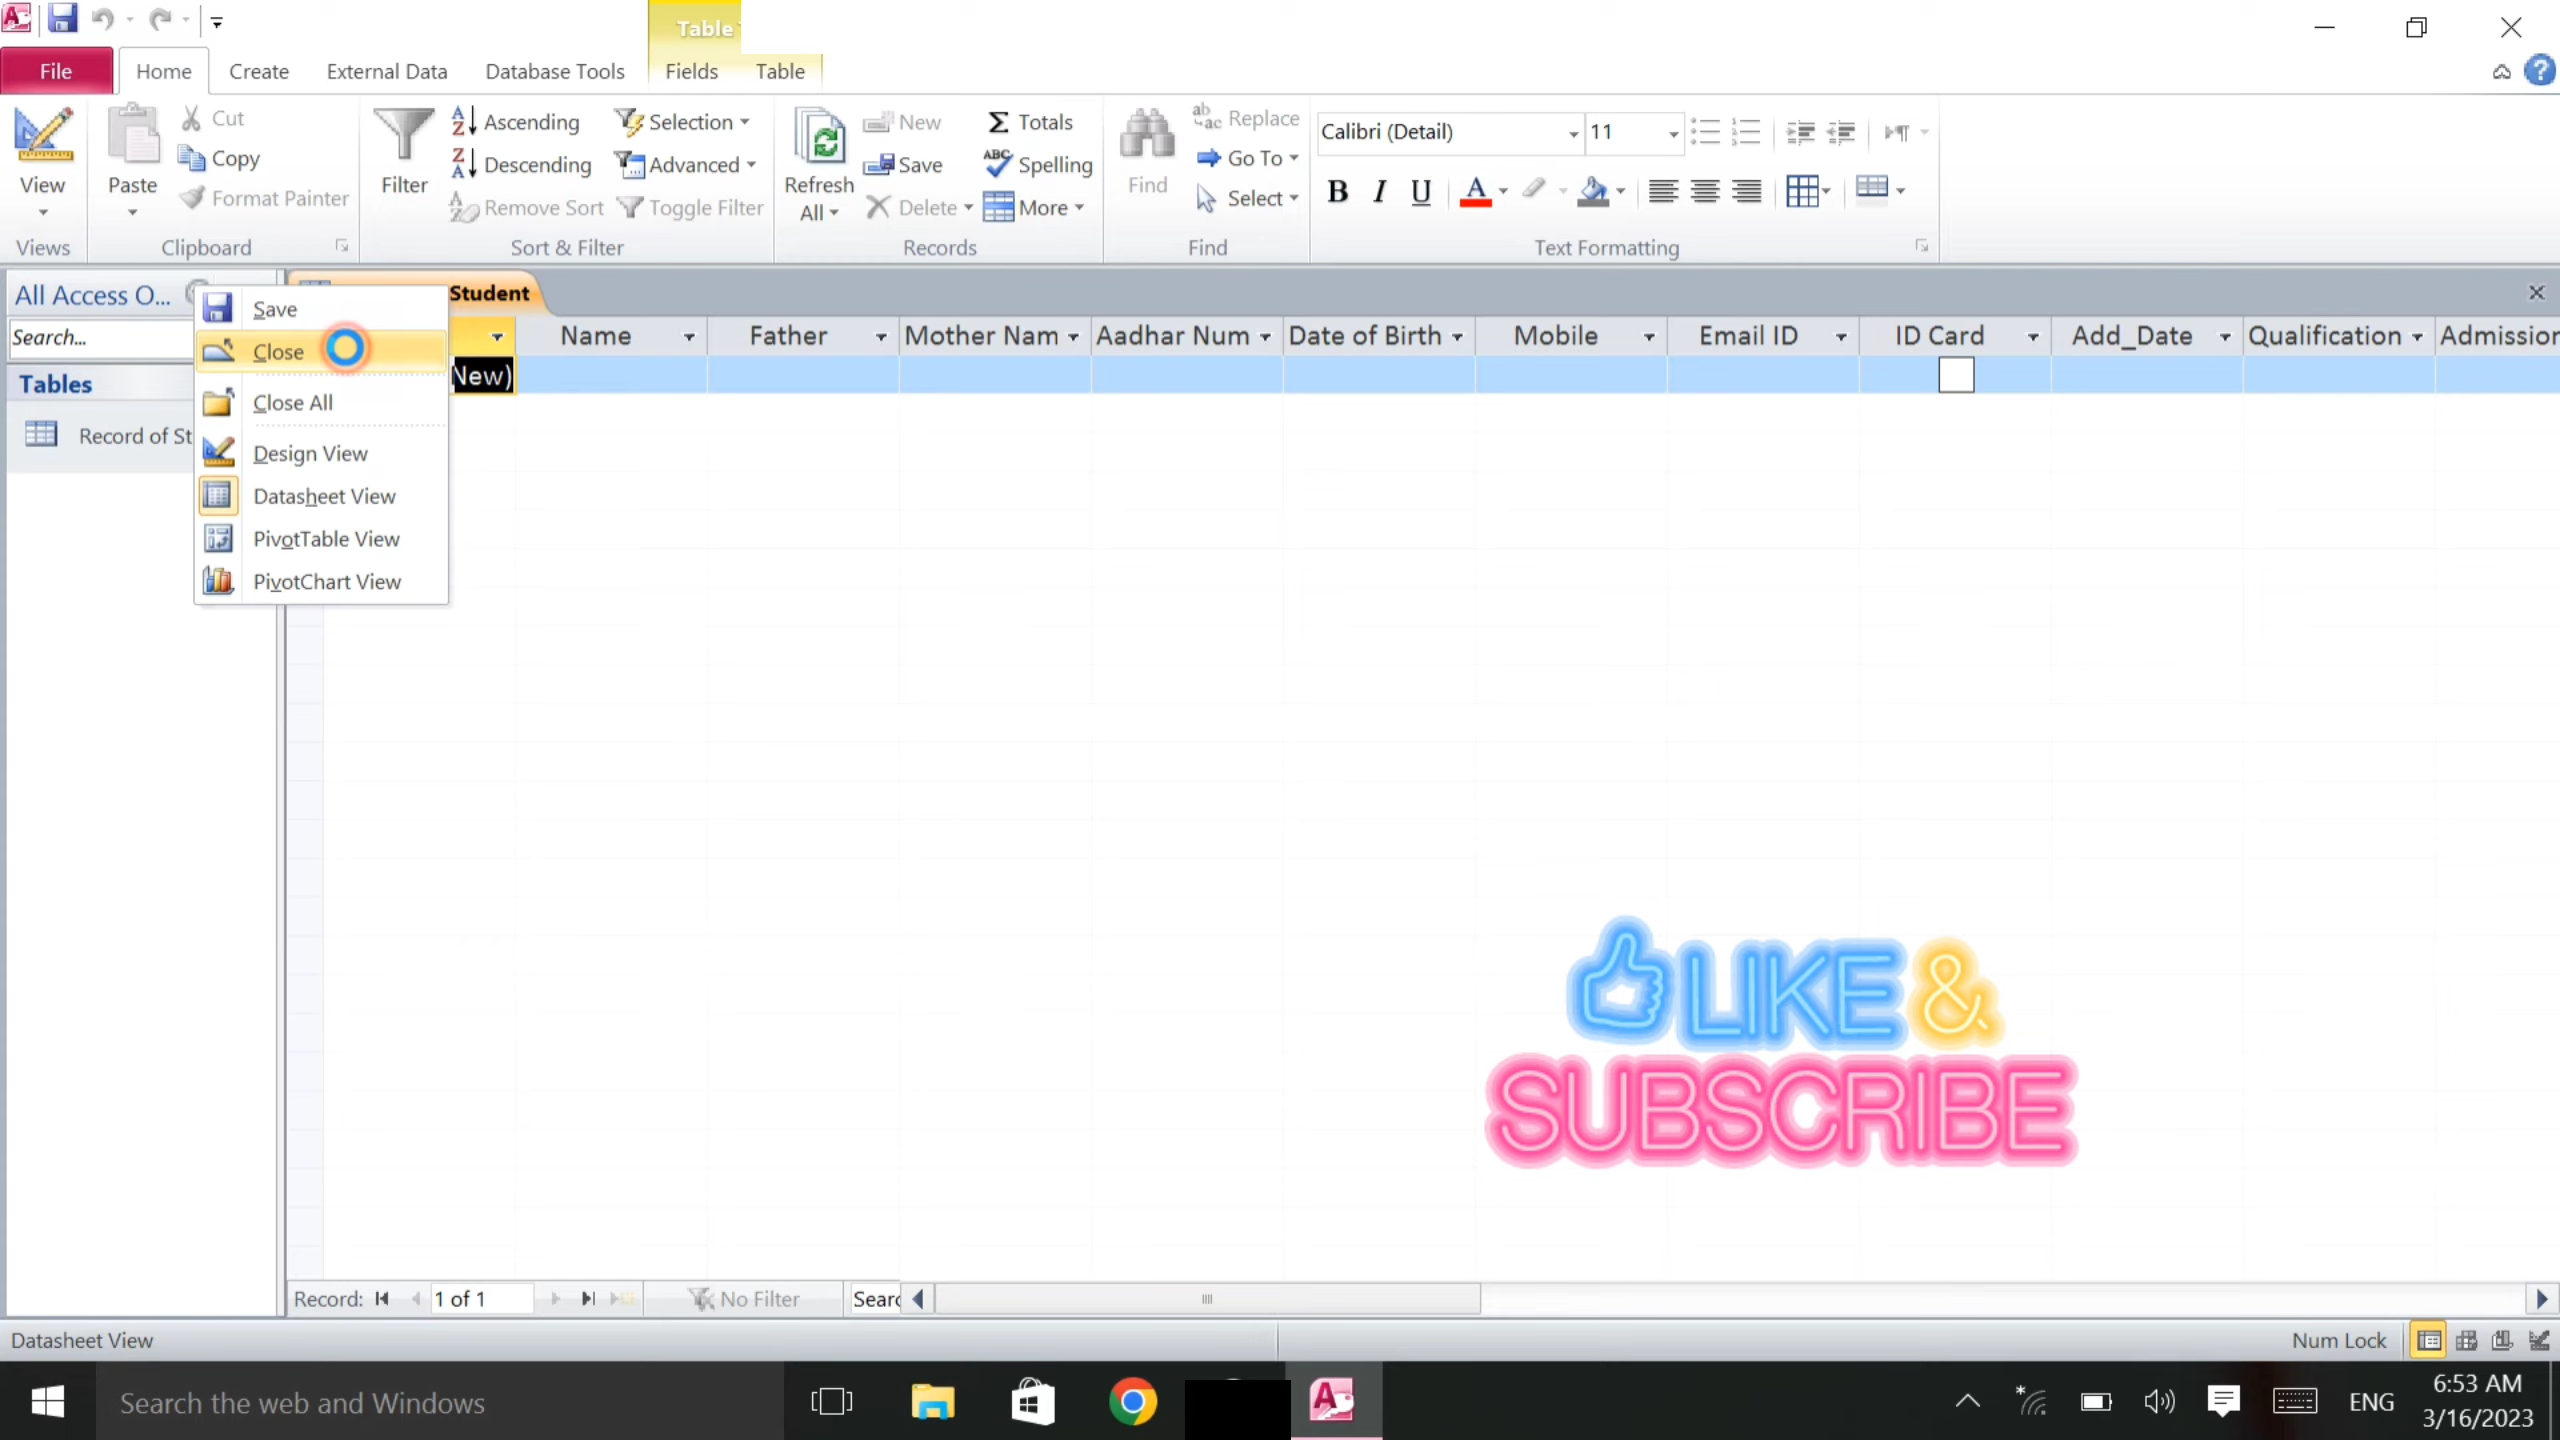 Table
File Home Create External Data Database Tools Fields Table
View
Views
Paste
Cut
Copy
Format Painter
Clipboard
Filter
Ascending
Descending
Remove Sort
Selection
Advanced
Toggle Filter
Sort & Filter
Refresh
All
New
Save
Delete
Totals
Spelling
More
Records
Find
Replace
Go To
Select
Find
Calibri (Detail) 11
B I U A
Text Formatting
All Access O...
Search...
Tables
Record of St
Student
Save
Close
Close All
Design View
Datasheet View
PivotTable View
PivotChart View
Name Father Mother Nam Aadhar Num Date of Birth Mobile Email ID ID Card Add_Date Qualification Admission
New)
LIKE &
SUBSCRIBE
Record: 1 of 1 No Filter Searc
Datasheet View Num Lock
Search the web and Windows
ENG
6:53 AM
3/16/2023